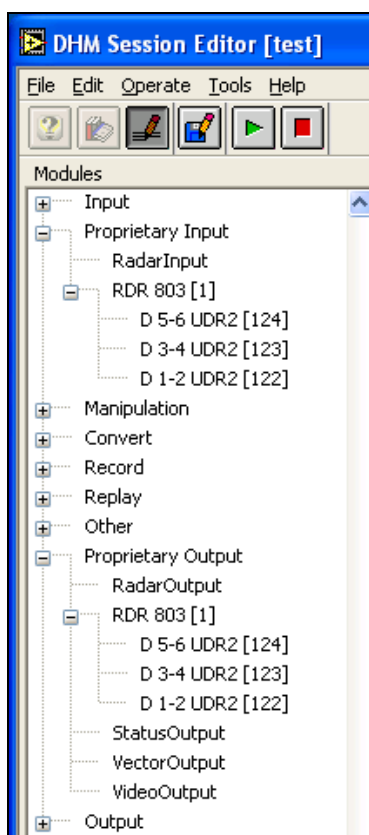 DHM Session Editor [test]
File Edit Operate Tools Help
Modules
Input
Proprietary Input
RadarInput
RDR 803 [1]
D 5-6 UDR2 [124]
D 3-4 UDR2 [123]
D 1-2 UDR2 [122]
Manipulation
Convert
Record
Replay
Other
Proprietary Output
RadarOutput
RDR 803 [1]
D 5-6 UDR2 [124]
D 3-4 UDR2 [123]
D 1-2 UDR2 [122]
StatusOutput
VectorOutput
VideoOutput
Output